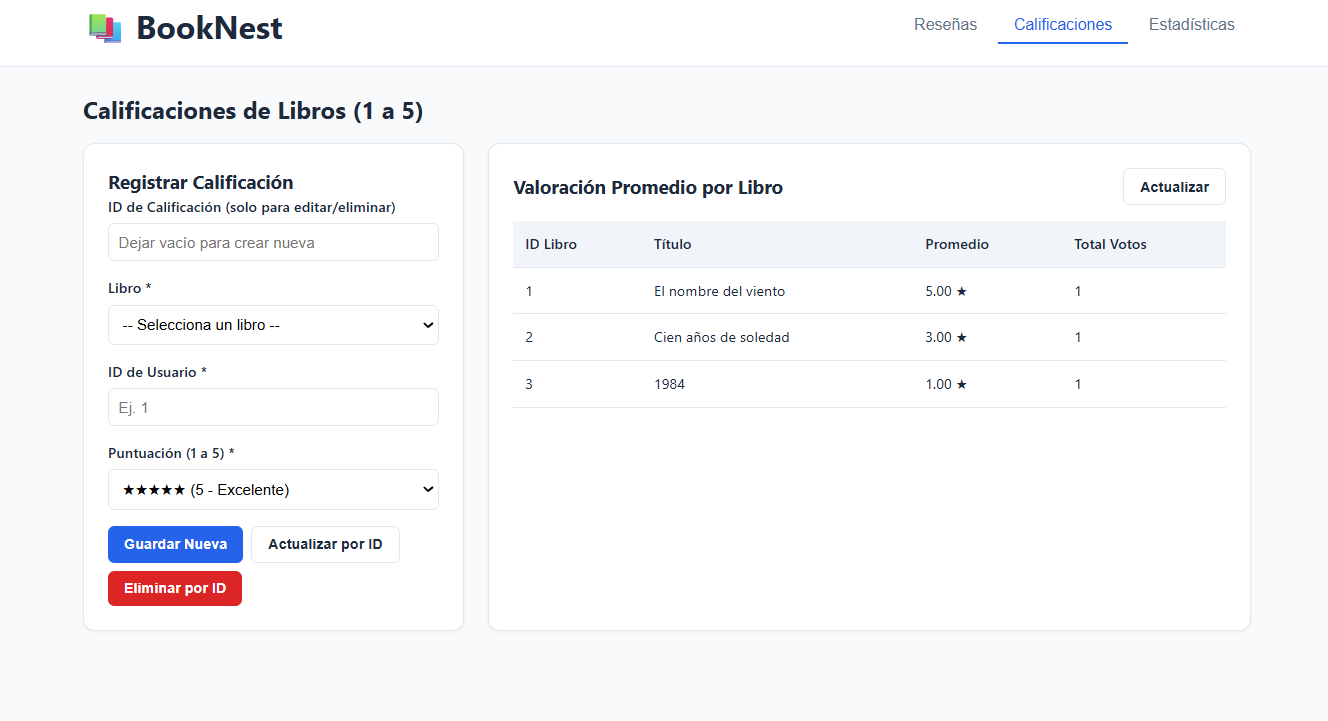 BookNest
Reseñas Calificaciones Estadísticas
Calificaciones de Libros (1 a 5)
Registrar Calificación
ID de Calificación (solo para editar/eliminar)
Dejar vacío para crear nueva
Libro *
-- Selecciona un libro --
ID de Usuario *
Ej. 1
Puntuación (1 a 5) *
★★★★★ (5 - Excelente)
Guardar Nueva Actualizar por ID
Eliminar por ID
Valoración Promedio por Libro Actualizar
ID Libro Título Promedio Total Votos
1 El nombre del viento 5.00 ★ 1
2 Cien años de soledad 3.00 ★ 1
3 1984 1.00 ★ 1